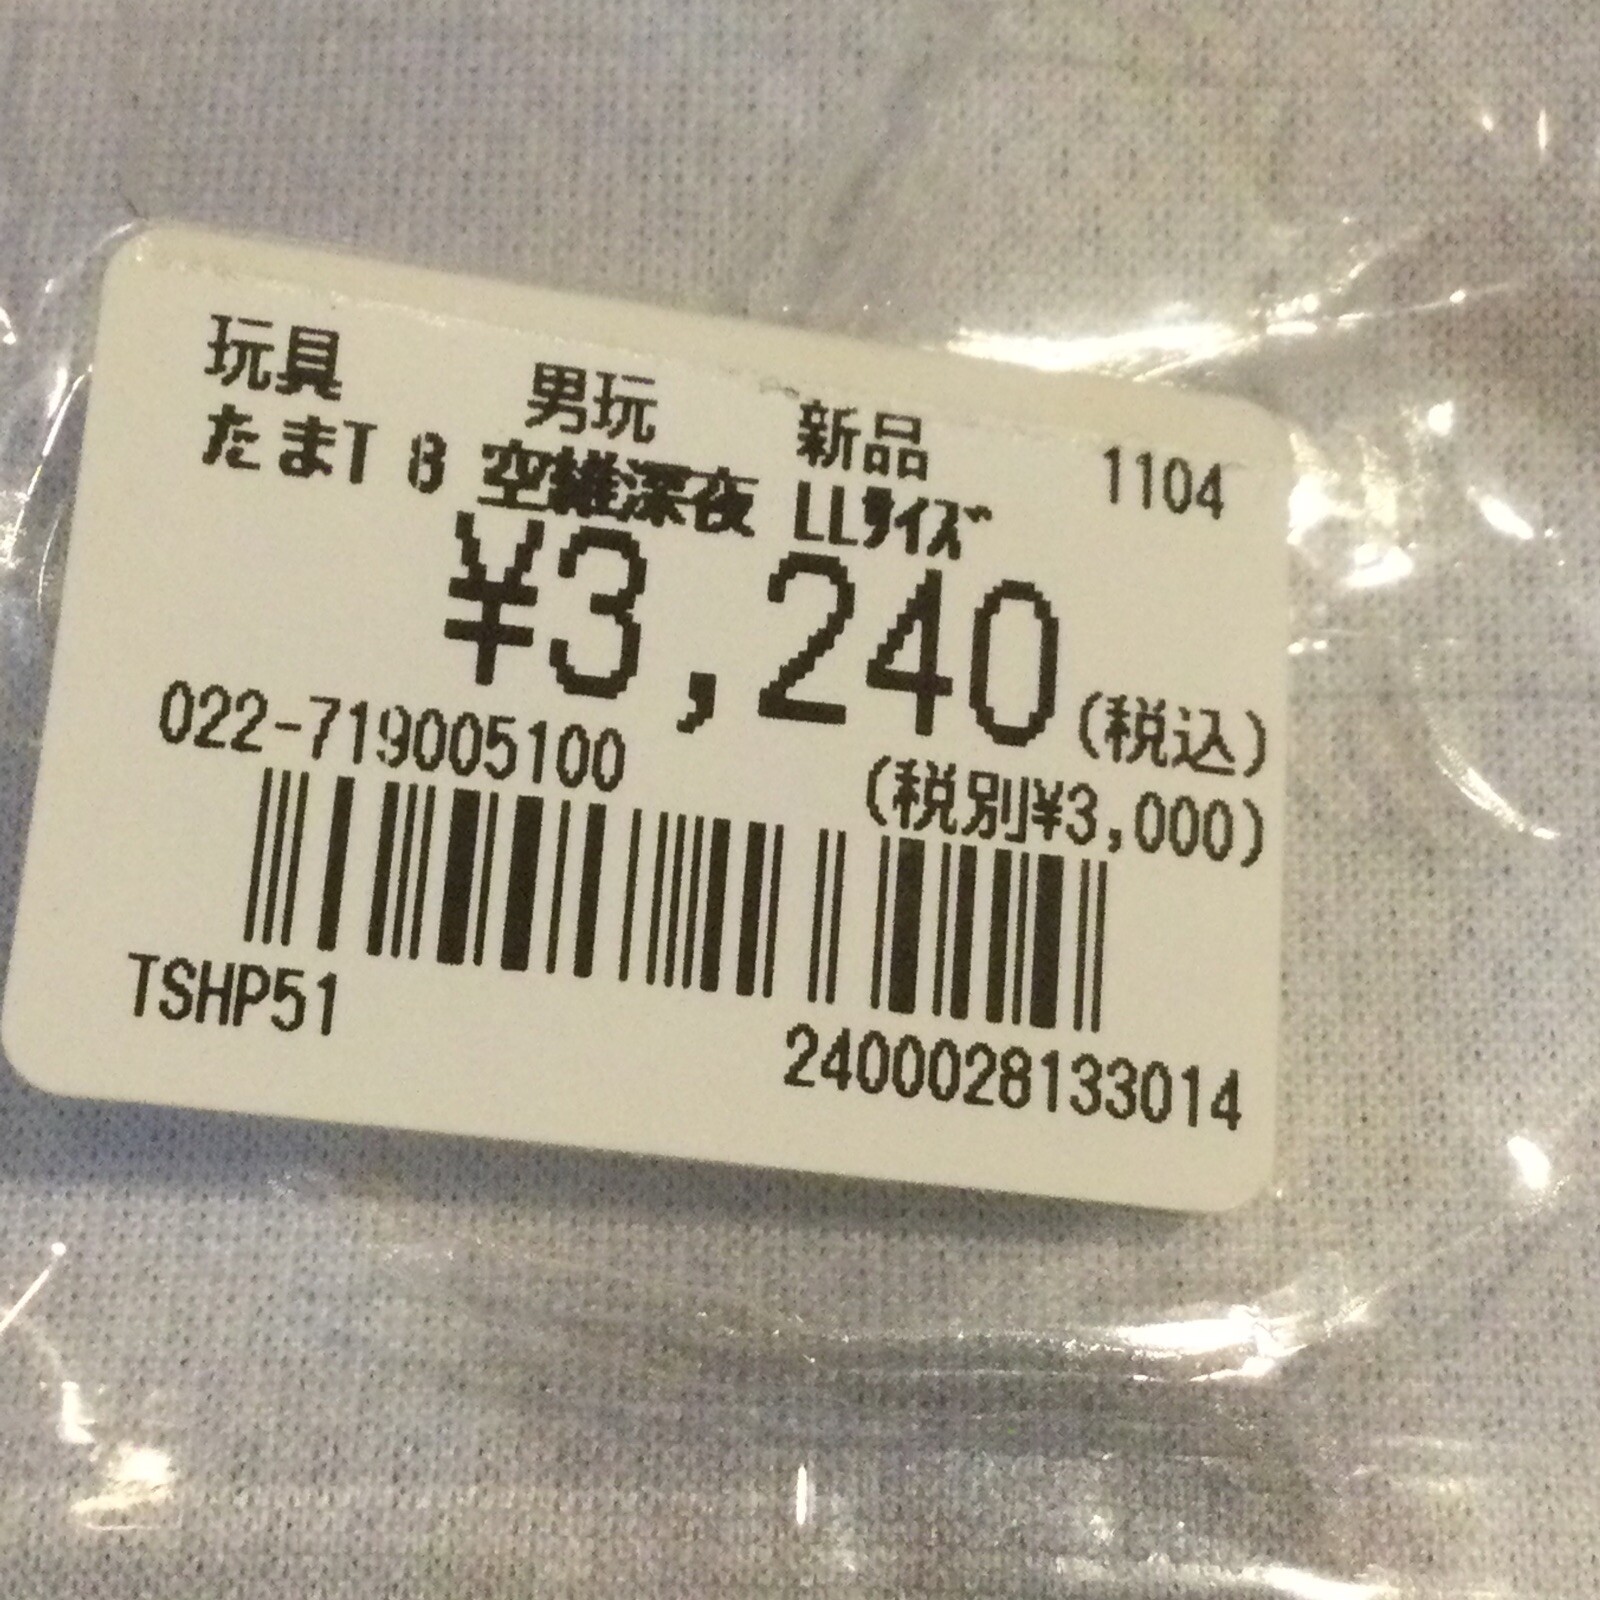 玩具 男玩 新品 1104
たまT 8 空雑深夜 LLサイズ
¥3,240(税込)
022-719005100
(税別¥3,000)
TSHP51
2400028133014